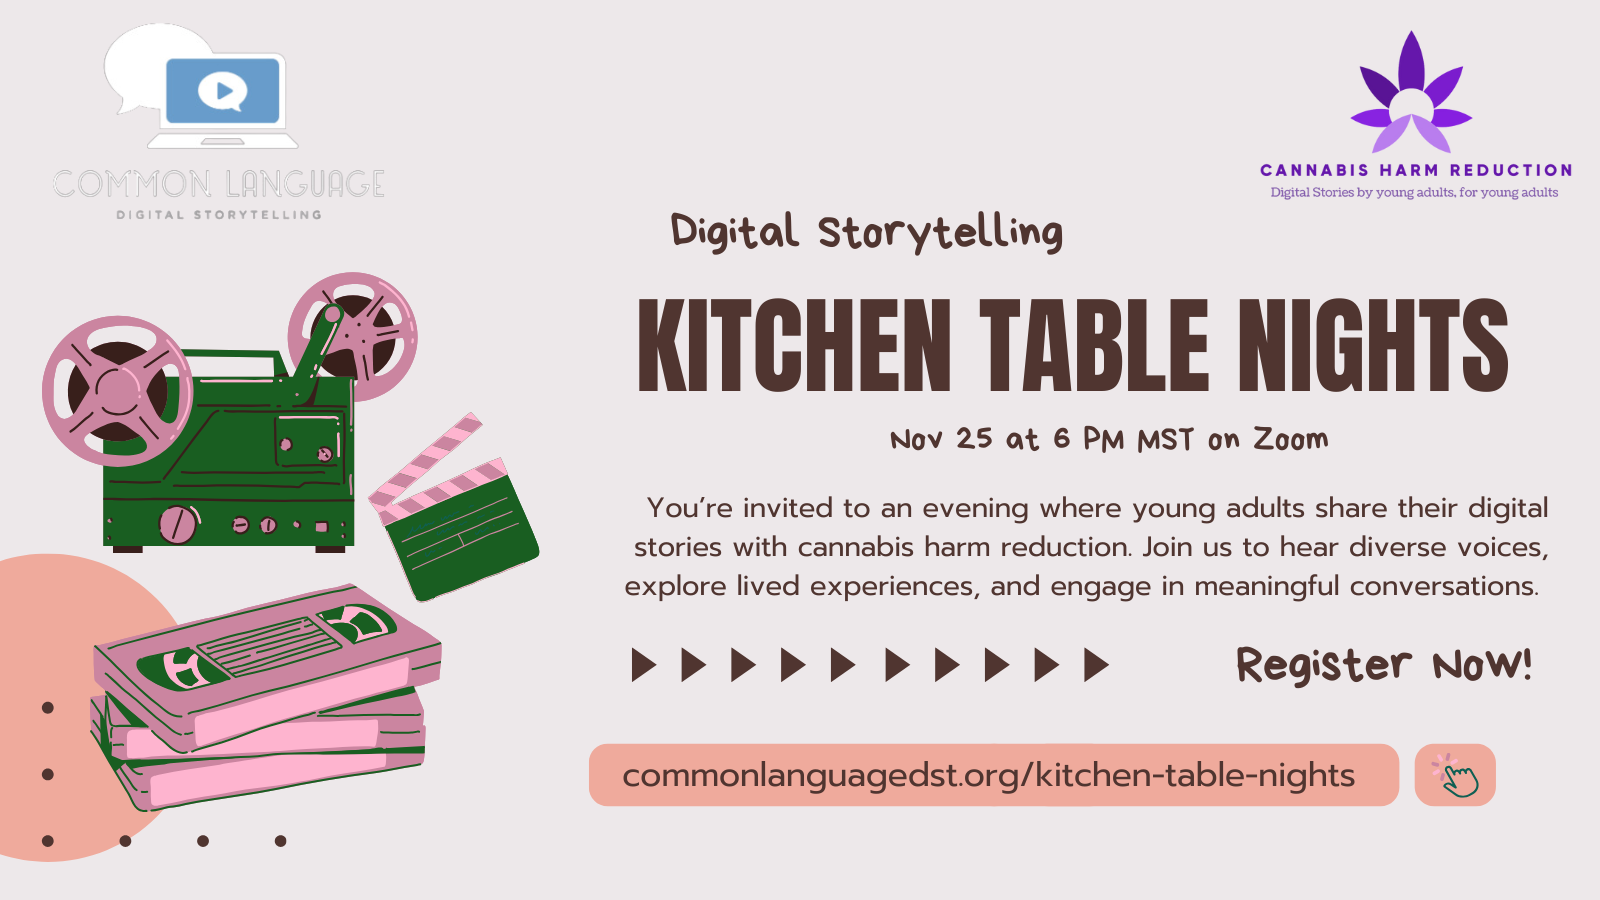 COMMON LANGUAGE
DIGITAL STORYTELLING
CANNABIS HARM REDUCTION
Digital Stories by young adults, for young adults
Digital Storytelling
KITCHEN TABLE NIGHTS
Nov 25 at 6 PM MST on Zoom
You’re invited to an evening where young adults share their digital
stories with cannabis harm reduction. Join us to hear diverse voices,
explore lived experiences, and engage in meaningful conversations.
Register NoW!
commonlanguagedst.org/kitchen-table-nights